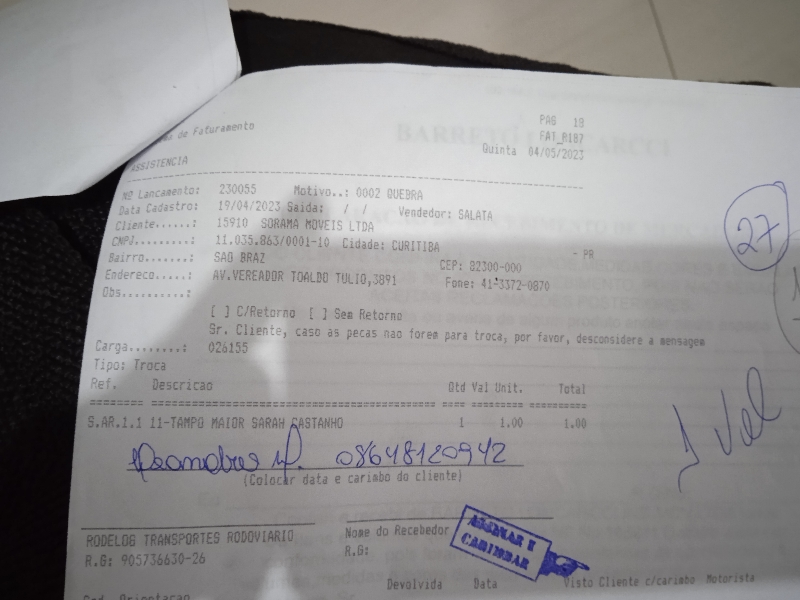 PAG 19
de Faturamento
FAT_R187
Quinta 04/05/2023
ASSISTENCIA
Nº Lancamento: 230055 Motivo..: 0002 QUEBRA
Data Cadastro: 19/04/2023 Saida: / / Vendedor: SALATA
Cliente......: 15910 SORAMA MOVEIS LTDA
CNPJ.........: 11.035.863/0001-10 Cidade: CURITIBA - PR
Bairro.......: SAO BRAZ CEP: 82300-000
Endereco.....: AV.VEREADOR TOALDO TULIO,3891 Fone: 41-3372-0870
Obs..........:
[ ] C/Retorno [ ] Sem Retorno
Sr. Cliente, caso as pecas nao forem para troca, por favor, desconsidere a mensagem
Carga........: 026155
Tipo: Troca
Ref. Descricao Qtd Val Unit. Total
S.AR.1.1 11-TAMPO MAIOR SARAH CASTANHO 1 1.00 1.00
08648120942
(Colocar data e carimbo do cliente)
RODELOG TRANSPORTES RODOVIARIO
R.G: 905736630-26
Nome do Recebedor
R.G:
ASSINAR E
CARIMBAR
Devolvida Data Visto Cliente c/carimbo Motorista
27
1 Vol